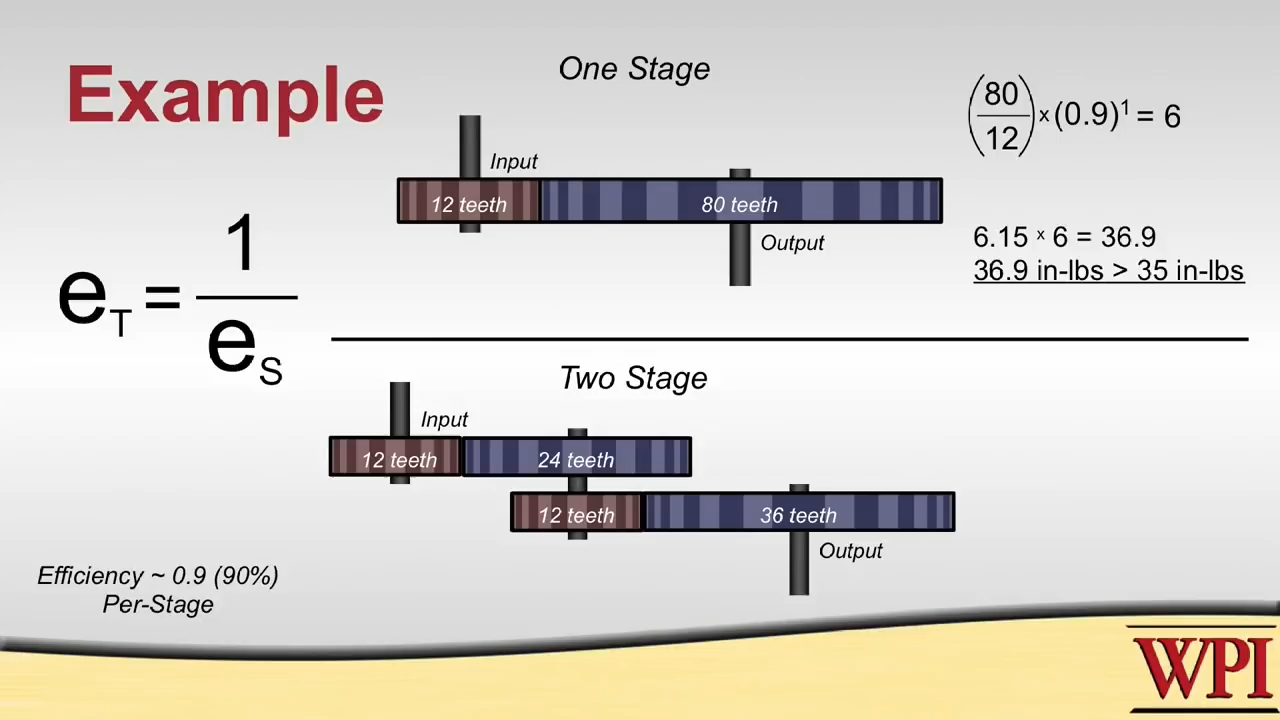 Example
One Stage
Input
12 teeth
80 teeth
Output
(80/12) × (0.9)¹ = 6
6.15 × 6 = 36.9
36.9 in-lbs > 35 in-lbs
e_T = 1/e_S
Two Stage
Input
12 teeth
24 teeth
12 teeth
36 teeth
Output
Efficiency ~ 0.9 (90%)
Per-Stage
WPI